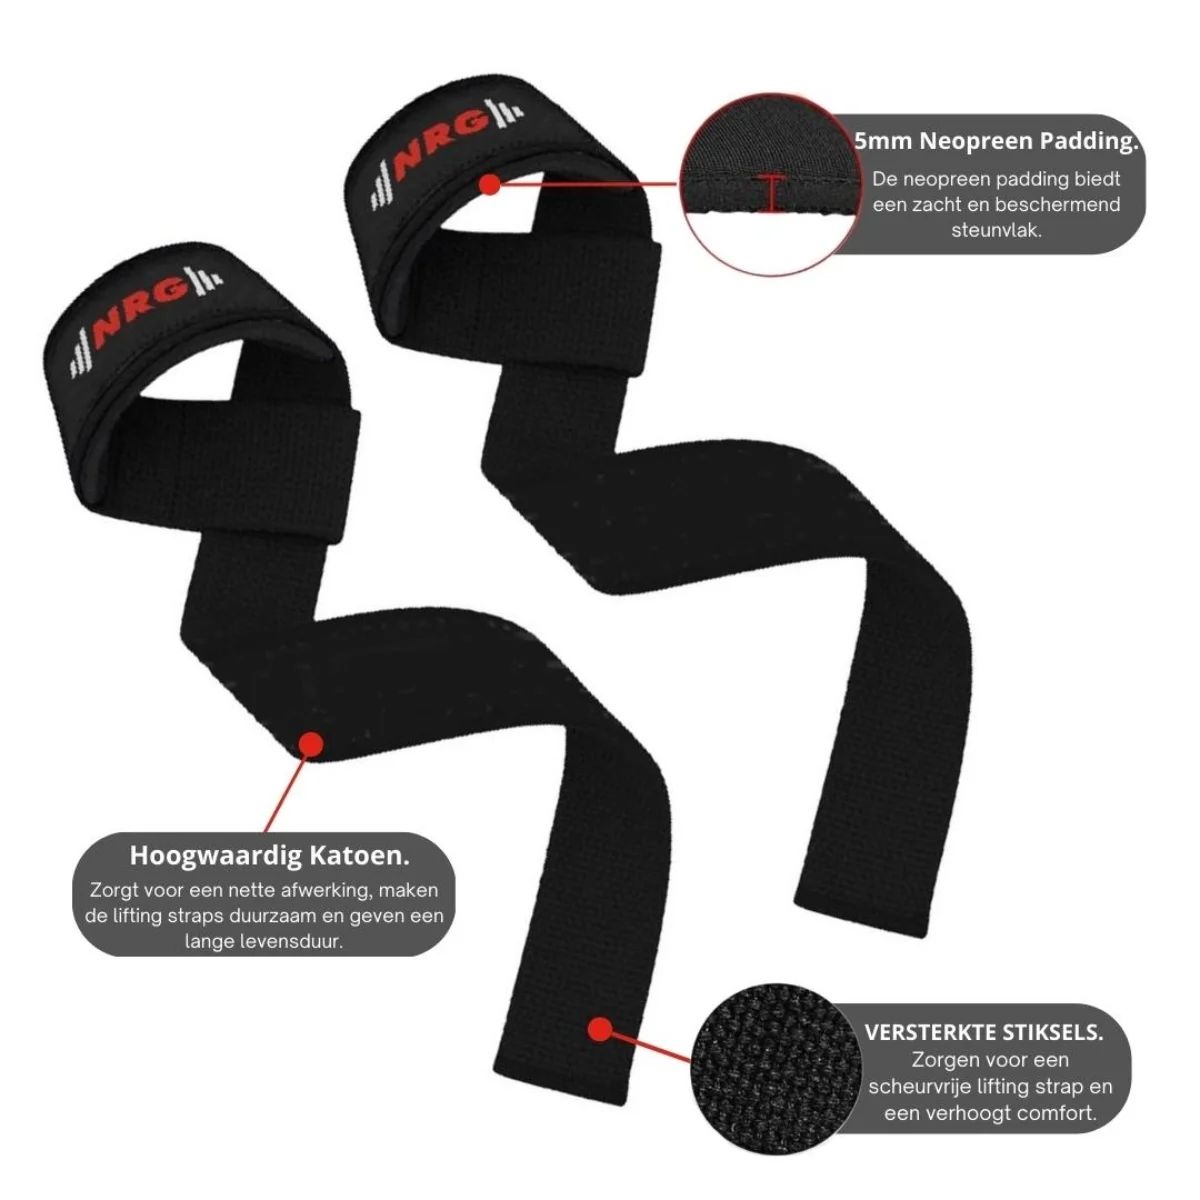 NRG
5mm Neopreen Padding.
De neopreen padding biedt
een zacht en beschermend
steunvlak.
NRG
Hoogwaardig Katoen.
Zorgt voor een nette afwerking, maken
de lifting straps duurzaam en geven een
lange levensduur.
VERSTERKTE STIKSELS.
Zorgen voor een
scheurvrije lifting strap en
een verhoogt comfort.